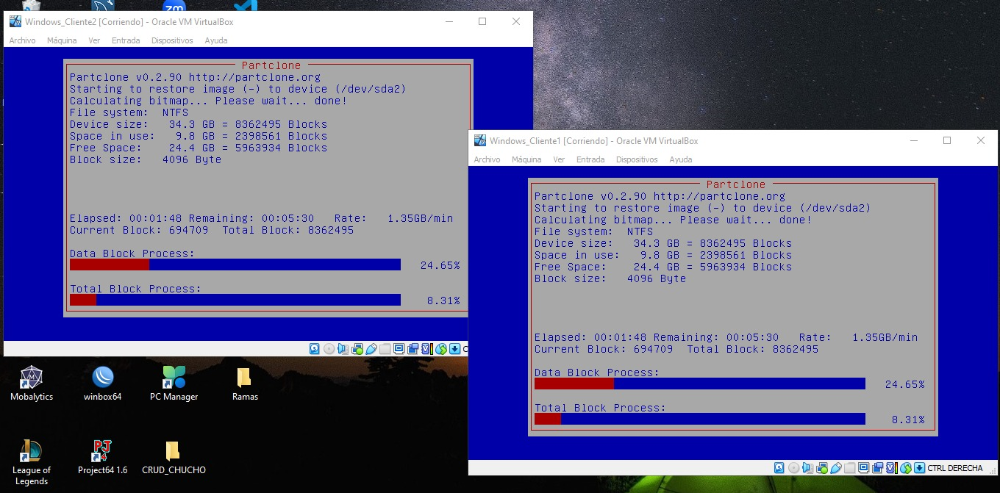 zm
Windows_Cliente2 [Corriendo] - Oracle VM VirtualBox
Archivo Máquina Ver Entrada Dispositivos Ayuda
Partclone
Partclone v0.2.90 http://partclone.org
Starting to restore image (-) to device (/dev/sda2)
Calculating bitmap... Please wait... done!
File system: NTFS
Device size: 34.3 GB = 8362495 Blocks
Space in use: 9.8 GB = 2398561 Blocks
Free Space: 24.4 GB = 5963934 Blocks
Block size: 4096 Byte
Elapsed: 00:01:48 Remaining: 00:05:30 Rate: 1.35GB/min
Current Block: 694709 Total Block: 8362495
Data Block Process:
24.65%
Total Block Process:
8.31%
Windows_Cliente1 [Corriendo] - Oracle VM VirtualBox
Archivo Máquina Ver Entrada Dispositivos Ayuda
Partclone
Partclone v0.2.90 http://partclone.org
Starting to restore image (-) to device (/dev/sda2)
Calculating bitmap... Please wait... done!
File system: NTFS
Device size: 34.3 GB = 8362495 Blocks
Space in use: 9.8 GB = 2398561 Blocks
Free Space: 24.4 GB = 5963934 Blocks
Block size: 4096 Byte
Elapsed: 00:01:48 Remaining: 00:05:30 Rate: 1.35GB/min
Current Block: 694709 Total Block: 8362495
Data Block Process:
24.65%
Total Block Process:
8.31%
CTRL DERECHA
Mobalytics
winbox64
PC Manager
Ramas
League of
Legends
PJ
4
Project64 1.6
CRUD_CHUCHO